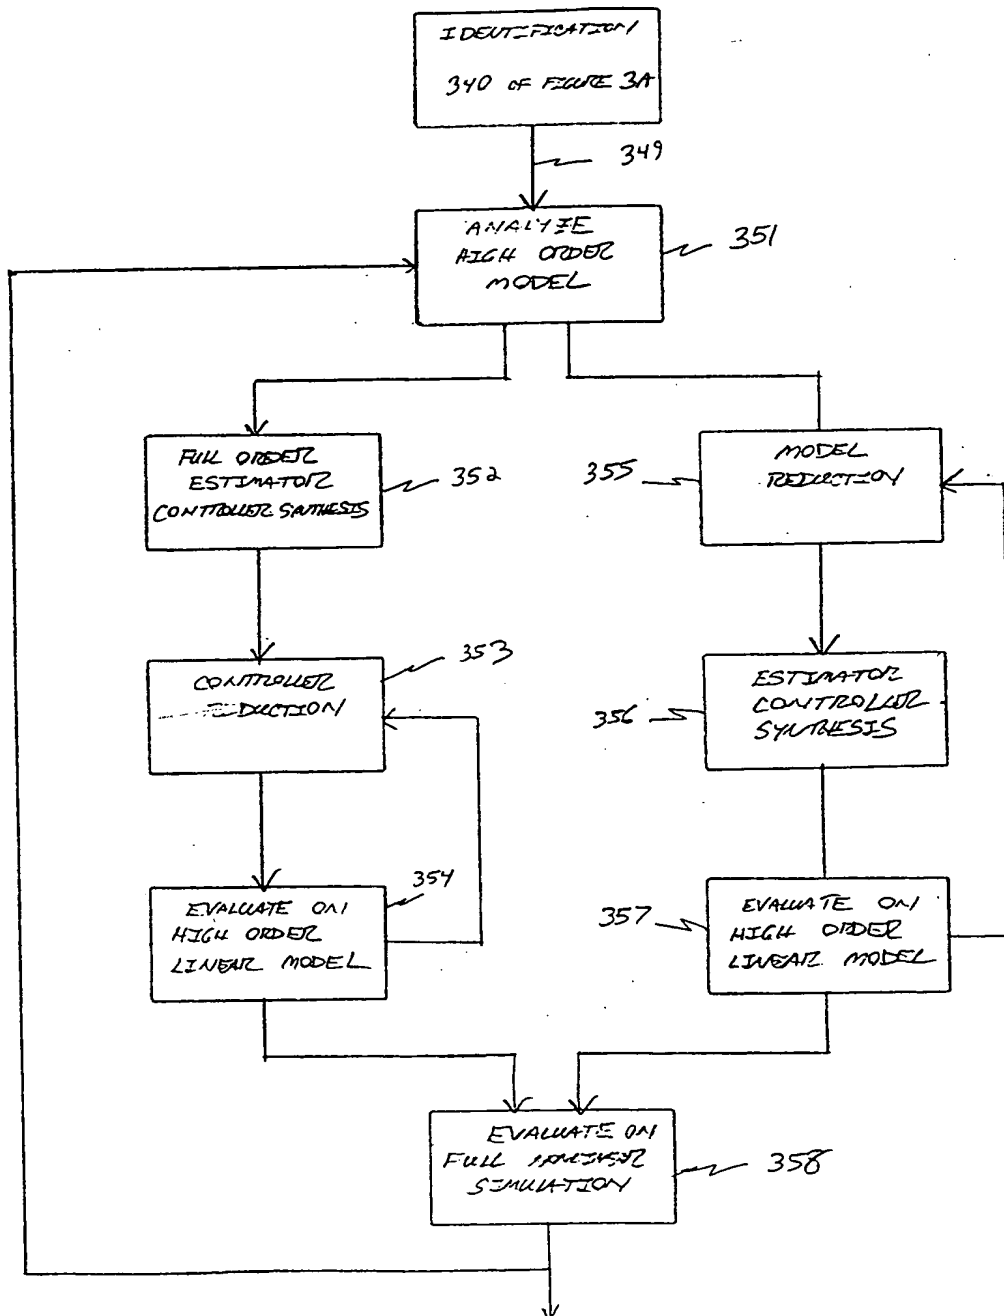 IDENTIFICATION
340 OF FIGURE 3A
349
ANALYZE
HIGH ORDER
MODEL
351
FULL ORDER
ESTIMATOR
CONTROLLER SYNTHESIS
352
355
MODEL
REDUCTION
CONTROLLER
REDUCTION
353
356
ESTIMATOR
CONTROLLER
SYNTHESIS
EVALUATE ON
HIGH ORDER
LINEAR MODEL
354
357
EVALUATE ON
HIGH ORDER
LINEAR MODEL
EVALUATE ON
FULL
SIMULATION
358